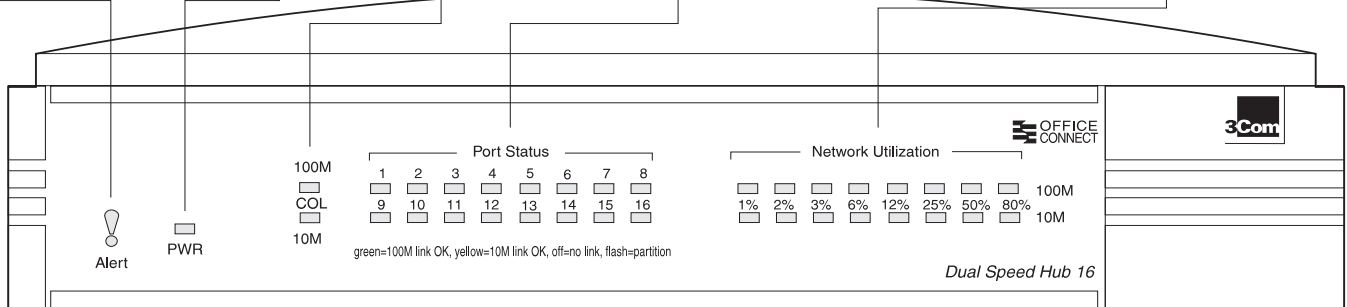 OFFICE
CONNECT
3Com
Port Status
Network Utilization
100M
1 2 3 4 5 6 7 8
100M
COL
9 10 11 12 13 14 15 16
1% 2% 3% 6% 12% 25% 50% 80%
10M
10M
PWR
Alert
green=100M link OK, yellow=10M link OK, off=no link, flash=partition
Dual Speed Hub 16